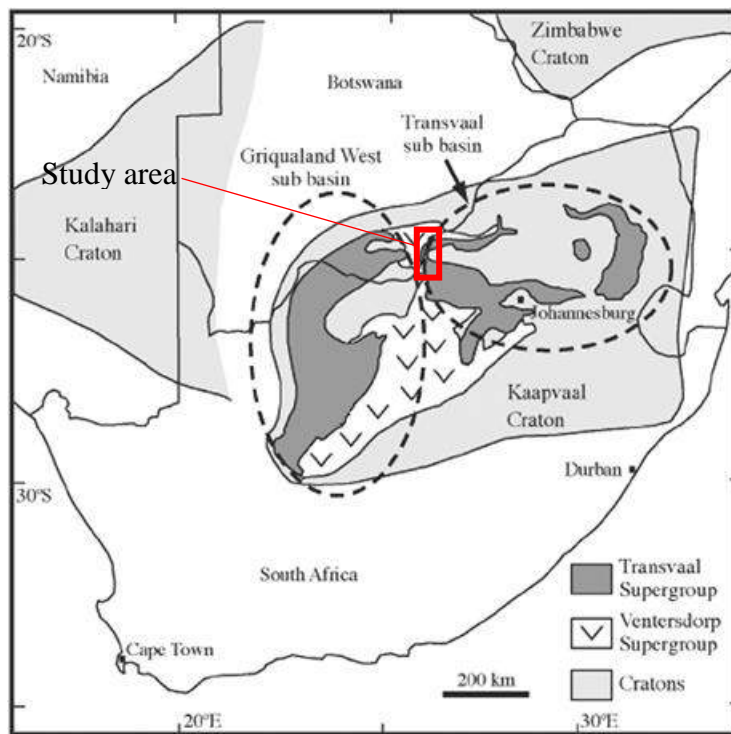 20°S
Namibia
Botswana
Zimbabwe
Craton
Transvaal
sub basin
Griqualand West
sub basin
Study area
Kalahari
Craton
Johannesburg
Kaapvaal
Craton
Durban
30°S
South Africa
Cape Town
Transvaal
Supergroup
Ventersdorp
Supergroup
Cratons
200 km
20°E
30°E